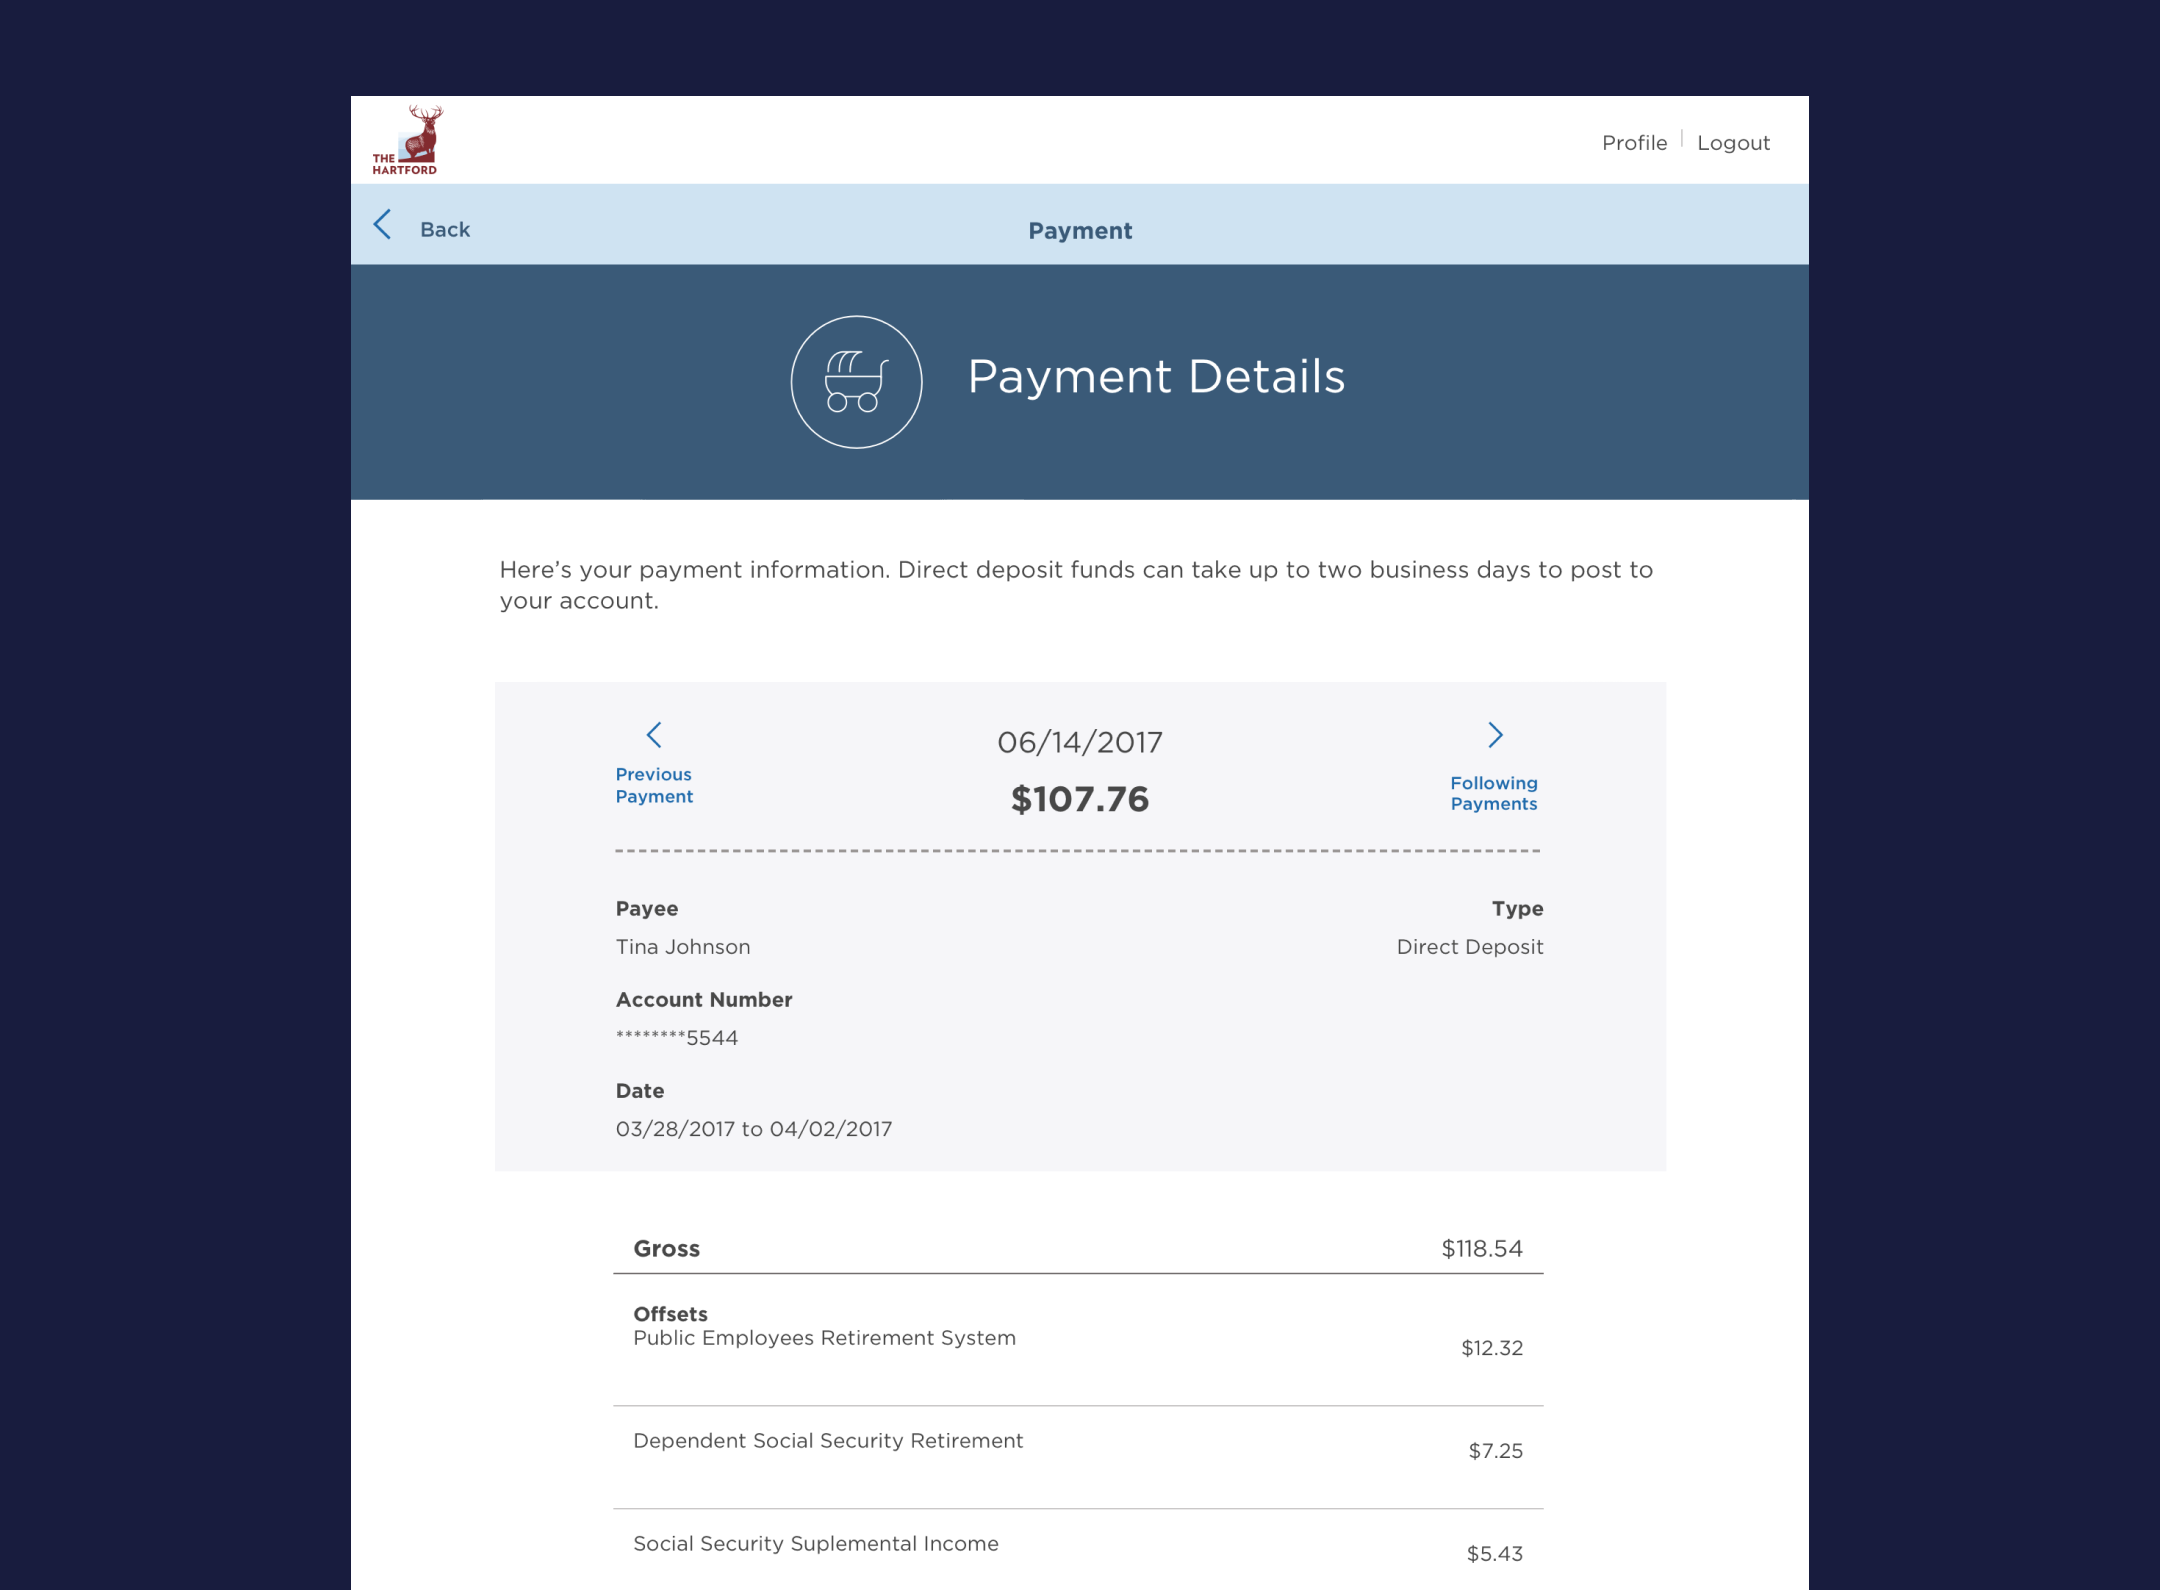 THE
HARTFORD
Profile Logout
Back Payment
Payment Details
Here’s your payment information. Direct deposit funds can take up to two business days to post to
your account.
06/14/2017
Previous
Payment
$107.76
Following
Payments
Payee Type
Tina Johnson Direct Deposit
Account Number
********5544
Date
03/28/2017 to 04/02/2017
Gross $118.54
Offsets
Public Employees Retirement System $12.32
Dependent Social Security Retirement $7.25
Social Security Suplemental Income $5.43